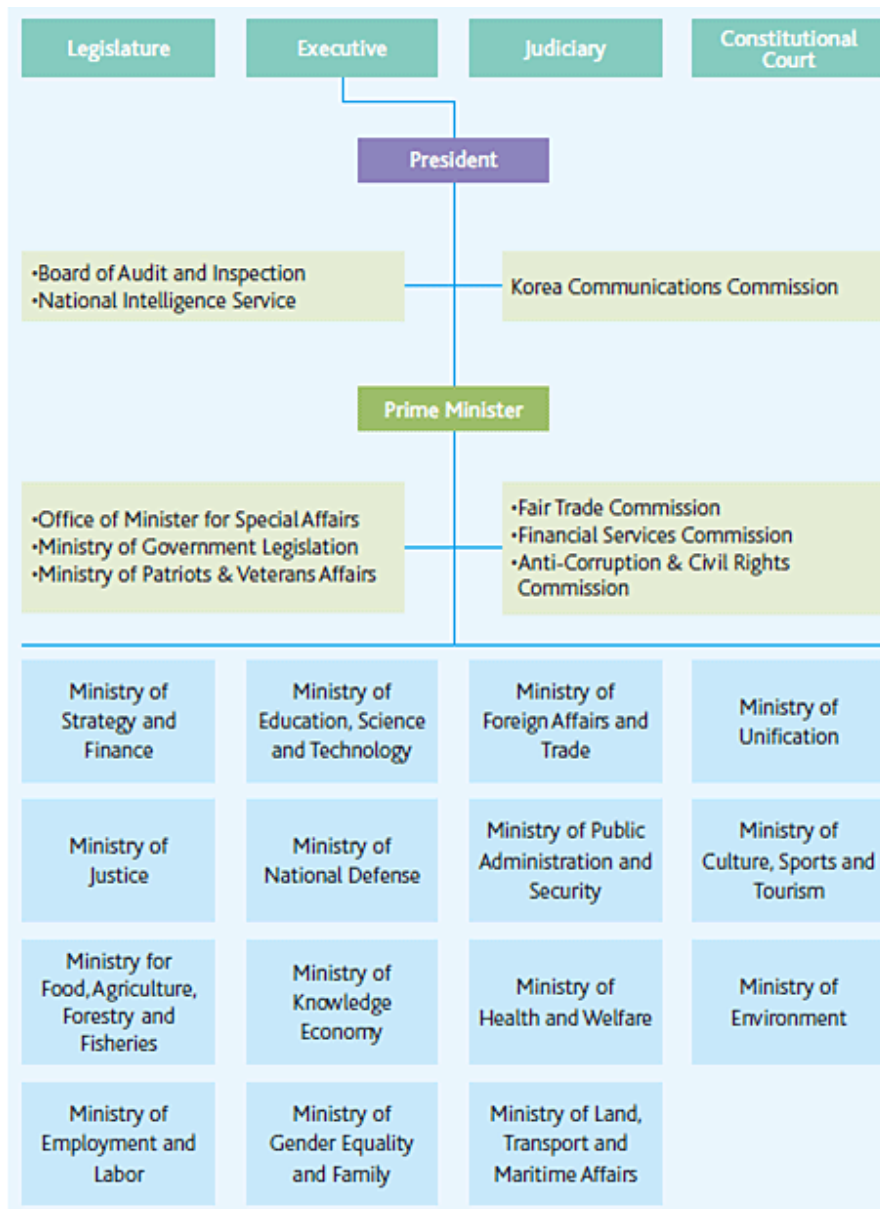 Legislature
Executive
Judiciary
Constitutional
Court
President
•Board of Audit and Inspection
•National Intelligence Service
Korea Communications Commission
Prime Minister
•Office of Minister for Special Affairs
•Ministry of Government Legislation
•Ministry of Patriots & Veterans Affairs
•Fair Trade Commission
•Financial Services Commission
•Anti-Corruption & Civil Rights
Commission
Ministry of
Strategy and
Finance
Ministry of
Education, Science
and Technology
Ministry of
Foreign Affairs and
Trade
Ministry of
Unification
Ministry of
Justice
Ministry of
National Defense
Ministry of Public
Administration and
Security
Ministry of
Culture, Sports and
Tourism
Ministry for
Food, Agriculture,
Forestry and
Fisheries
Ministry of
Knowledge
Economy
Ministry of
Health and Welfare
Ministry of
Environment
Ministry of
Employment and
Labor
Ministry of
Gender Equality
and Family
Ministry of Land,
Transport and
Maritime Affairs